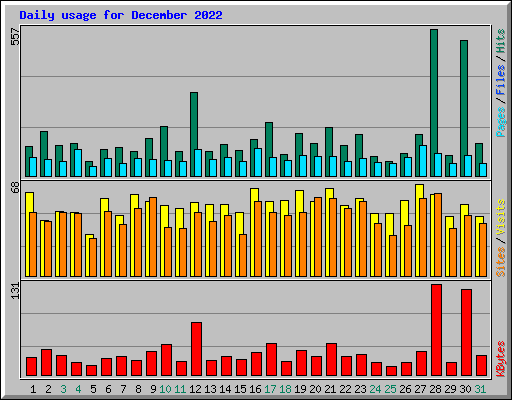 Daily usage for December 2022
557
68
131
Pages / Files / Hits
Sites / Visits
KBytes
1 2 3 4 5 6 7 8 9 10 11 12 13 14 15 16 17 18 19 20 21 22 23 24 25 26 27 28 29 30 31